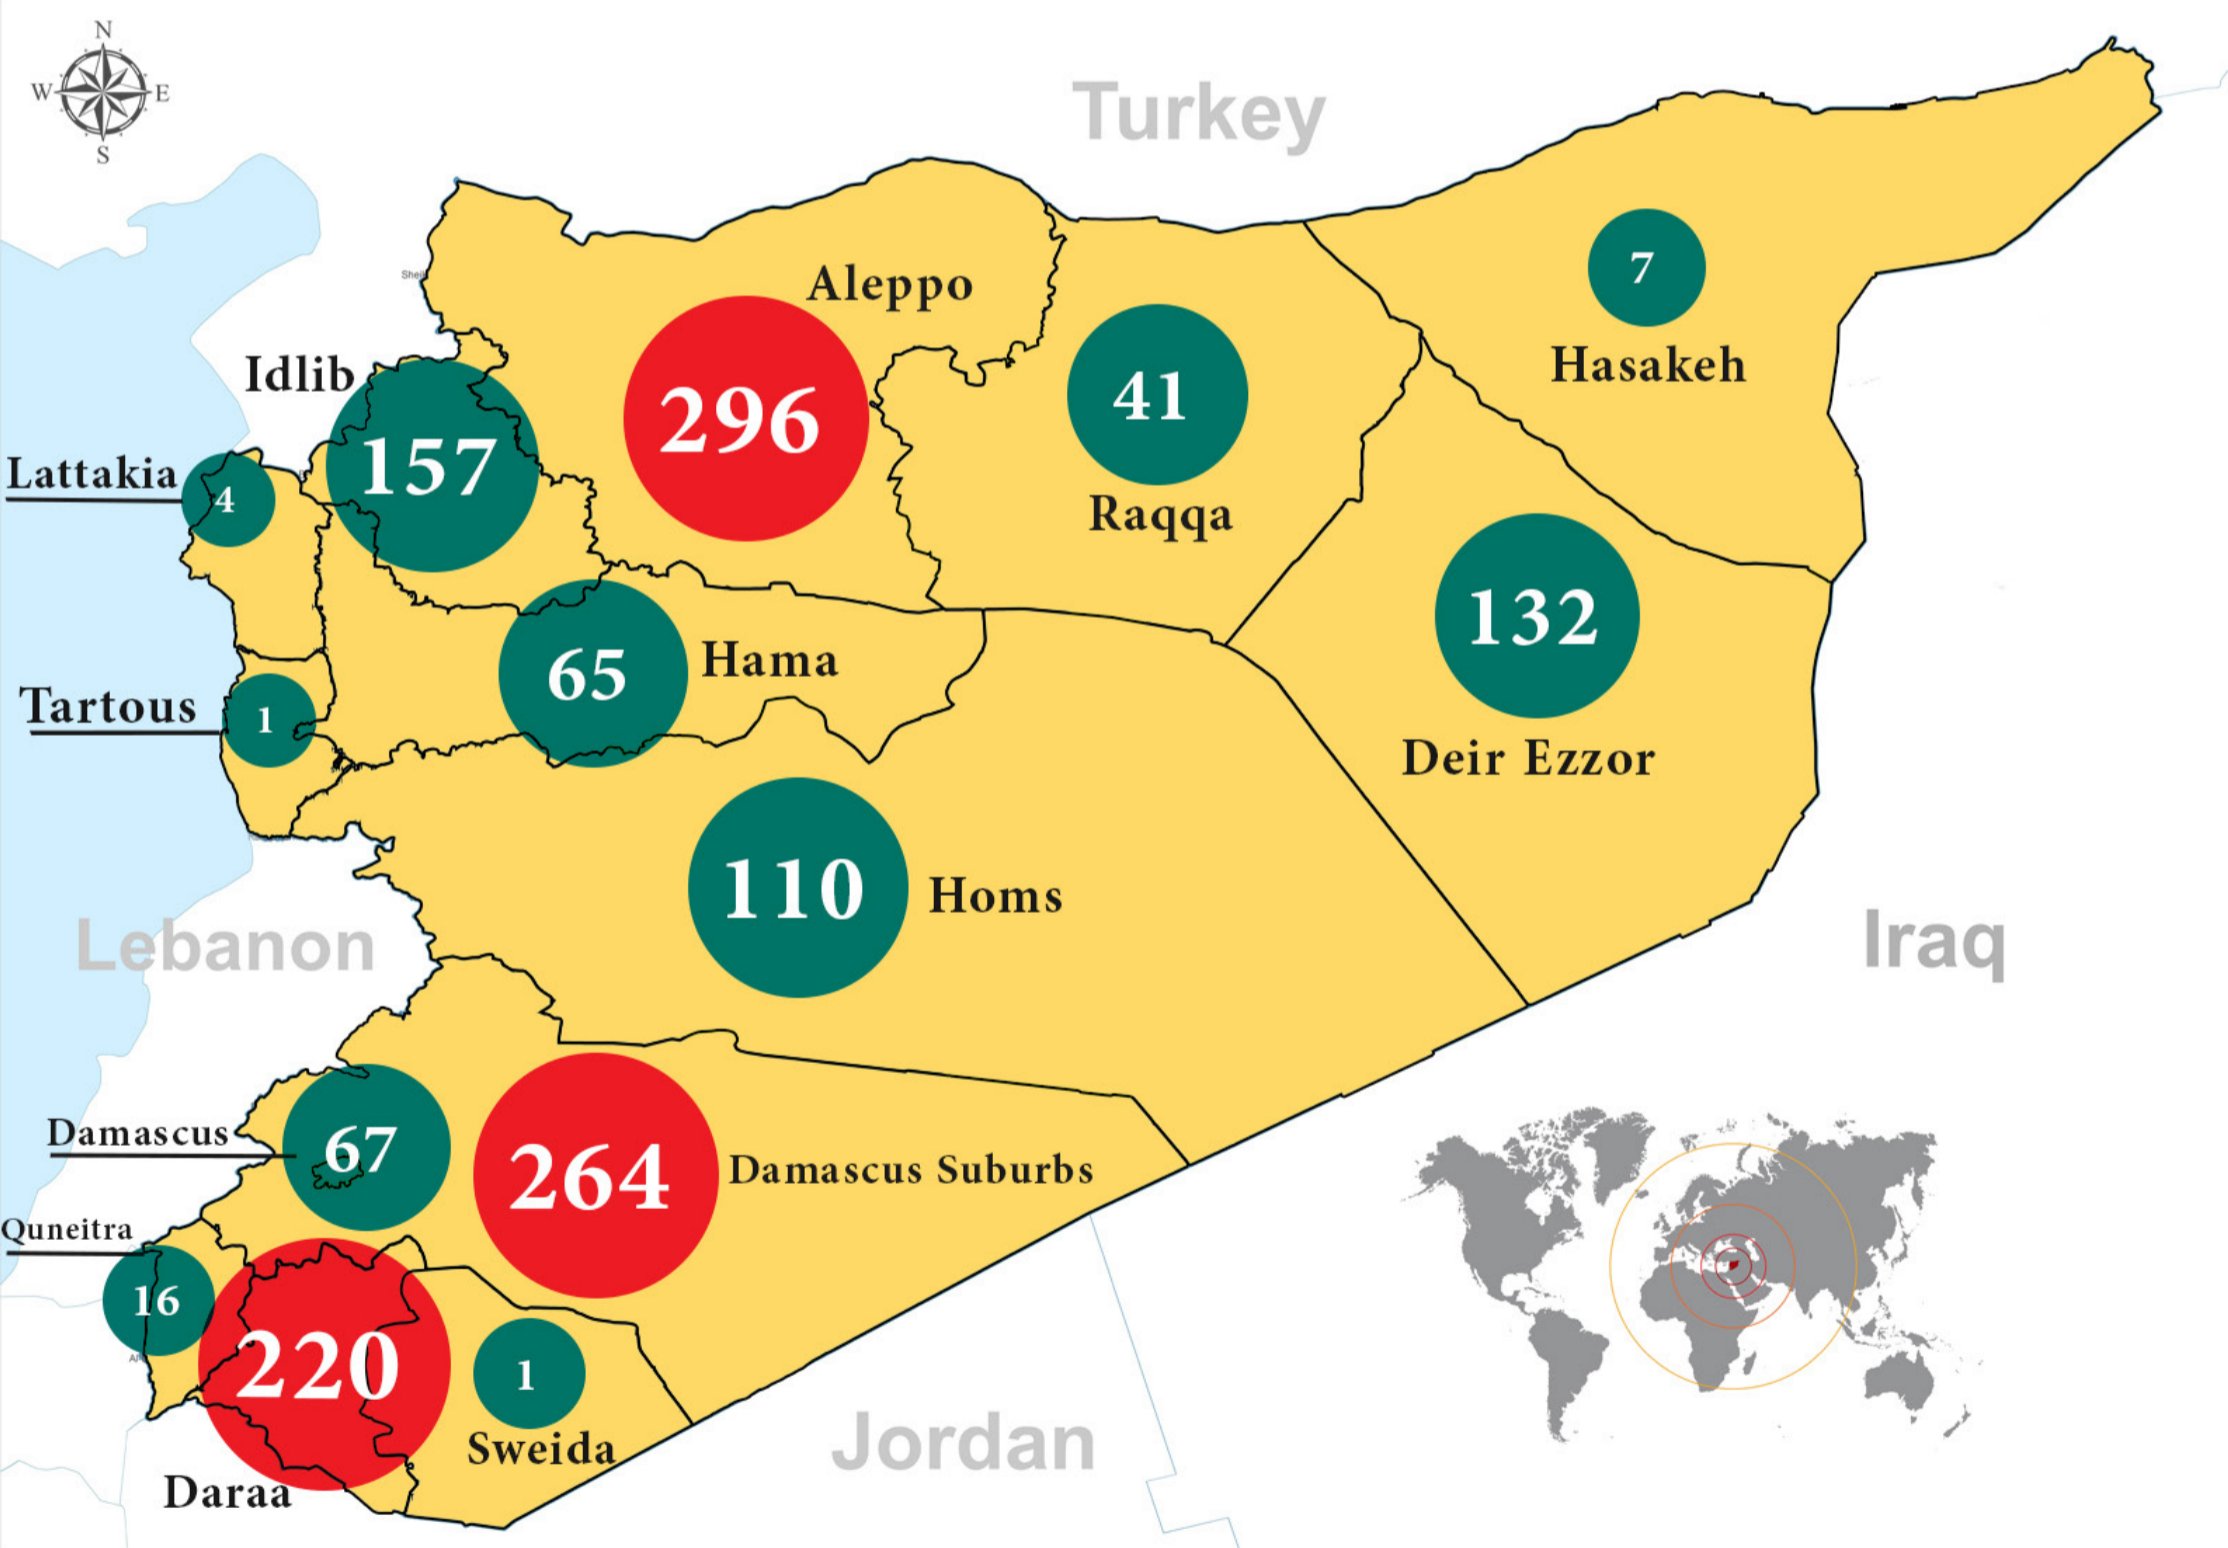 N
W E
S
Turkey
Aleppo
7
Hasakeh
Idlib
296
41
157
Raqqa
Lattakia
4
132
65
Hama
Tartous
1
Deir Ezzor
110
Homs
Lebanon
Iraq
Damascus
67
264
Damascus Suburbs
Quneitra
16
220
1
Sweida
Jordan
Daraa